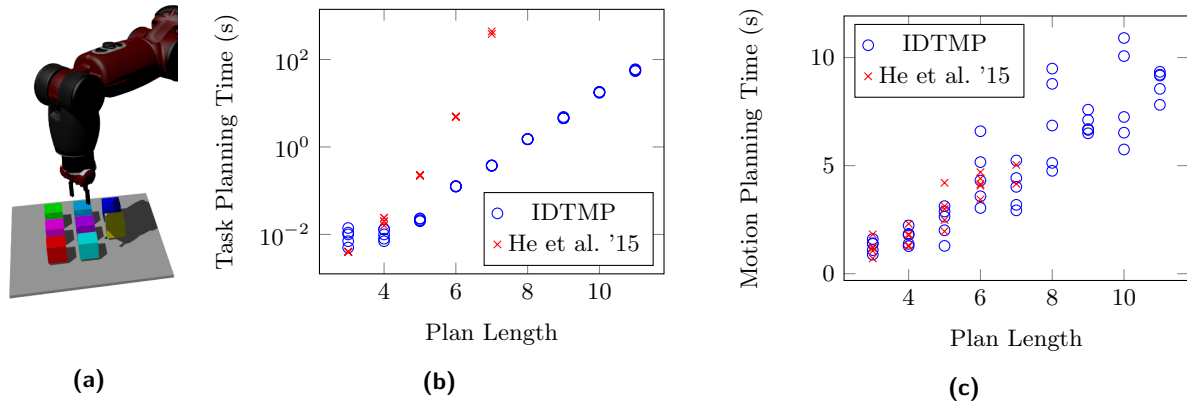 Task Planning Time (s)
10^2
10^0
10^−2
4
6
8
10
Plan Length
IDTMP
He et al. '15
Motion Planning Time (s)
10
5
0
4
6
8
10
Plan Length
IDTMP
He et al. '15
(a)
(b)
(c)